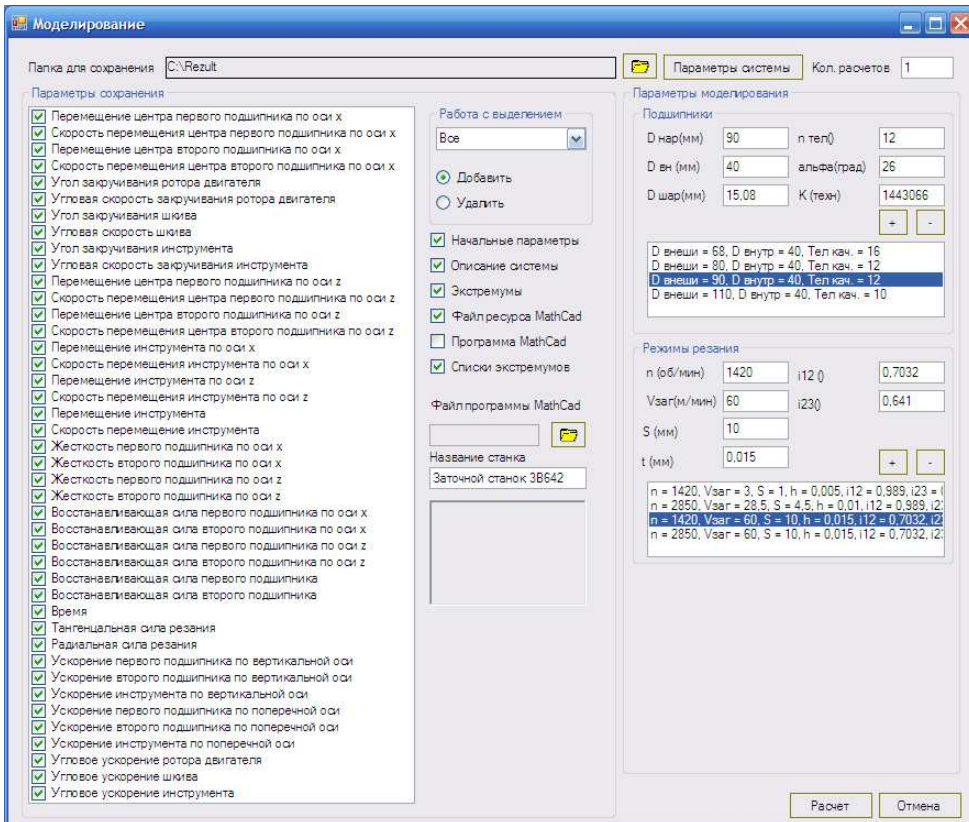 Моделирование
Папка для сохранения C:\Rezult Параметры системы Кол. расчетов 1
Параметры сохранения
Перемещение центра первого подшипника по оси x
Скорость перемещения центра первого подшипника по оси x
Перемещение центра второго подшипника по оси x
Скорость перемещения центра второго подшипника по оси x
Угол закручивания ротора двигателя
Угловая скорость закручивания ротора двигателя
Угол закручивания шкива
Угловая скорость шкива
Угол закручивания инструмента
Угловая скорость закручивания инструмента
Перемещение центра первого подшипника по оси z
Скорость перемещения центра первого подшипника по оси z
Перемещение центра второго подшипника по оси z
Скорость перемещения центра второго подшипника по оси z
Перемещение инструмента по оси x
Скорость перемещения инструмента по оси x
Перемещение инструмента по оси z
Скорость перемещения инструмента по оси z
Перемещение инструмента
Скорость перемещение инструмента
Жесткость первого подшипника по оси x
Жесткость второго подшипника по оси x
Жесткость первого подшипника по оси z
Жесткость второго подшипника по оси z
Восстанавливающая сила первого подшипника по оси x
Восстанавливающая сила второго подшипника по оси x
Восстанавливающая сила первого подшипника по оси z
Восстанавливающая сила второго подшипника по оси z
Восстанавливающая сила первого подшипника
Восстанавливающая сила второго подшипника
Время
Тангенцальная сила резания
Радиальная сила резания
Ускорение первого подшипника по вертикальной оси
Ускорение второго подшипника по вертикальной оси
Ускорение инструмента по вертикальной оси
Ускорение первого подшипника по поперечной оси
Ускорение второго подшипника по поперечной оси
Ускорение инструмента по поперечной оси
Угловое ускорение ротора двигателя
Угловое ускорение шкива
Угловое ускорение инструмента
Работа с выделением
Все
Добавить
Удалить
Начальные параметры
Описание системы
Экстремумы
Файл ресурса MathCad
Программа MathCad
Списки экстремумов
Файл программы MathCad
Название станка
Заточной станок 3В642
Параметры моделирования
Подшипники
D нар(мм) 90 n тел() 12
D вн (мм) 40 альфа(град) 26
D шар(мм) 15,08 K (техн) 1443066
+ -
D внеши = 68, D внутр = 40, Тел кач. = 16
D внеши = 80, D внутр = 40, Тел кач. = 12
D внеши = 90, D внутр = 40, Тел кач. = 12
D внеши = 110, D внутр = 40, Тел кач. = 10
Режимы резания
n (об/мин) 1420 i12 () 0,7032
Vзаг(м/мин) 60 i23() 0,641
S (мм) 10
t (мм) 0,015 + -
n = 1420, Vзаг = 3, S = 1, h = 0,005, i12 = 0,989, i23 = (
n = 2850, Vзаг = 28,5, S = 4,5, h = 0,01, i12 = 0,989, i2
n = 1420, Vзаг = 60, S = 10, h = 0,015, i12 = 0,7032, i2
n = 2850, Vзаг = 60, S = 10, h = 0,015, i12 = 0,7032, i2
Расчет Отмена